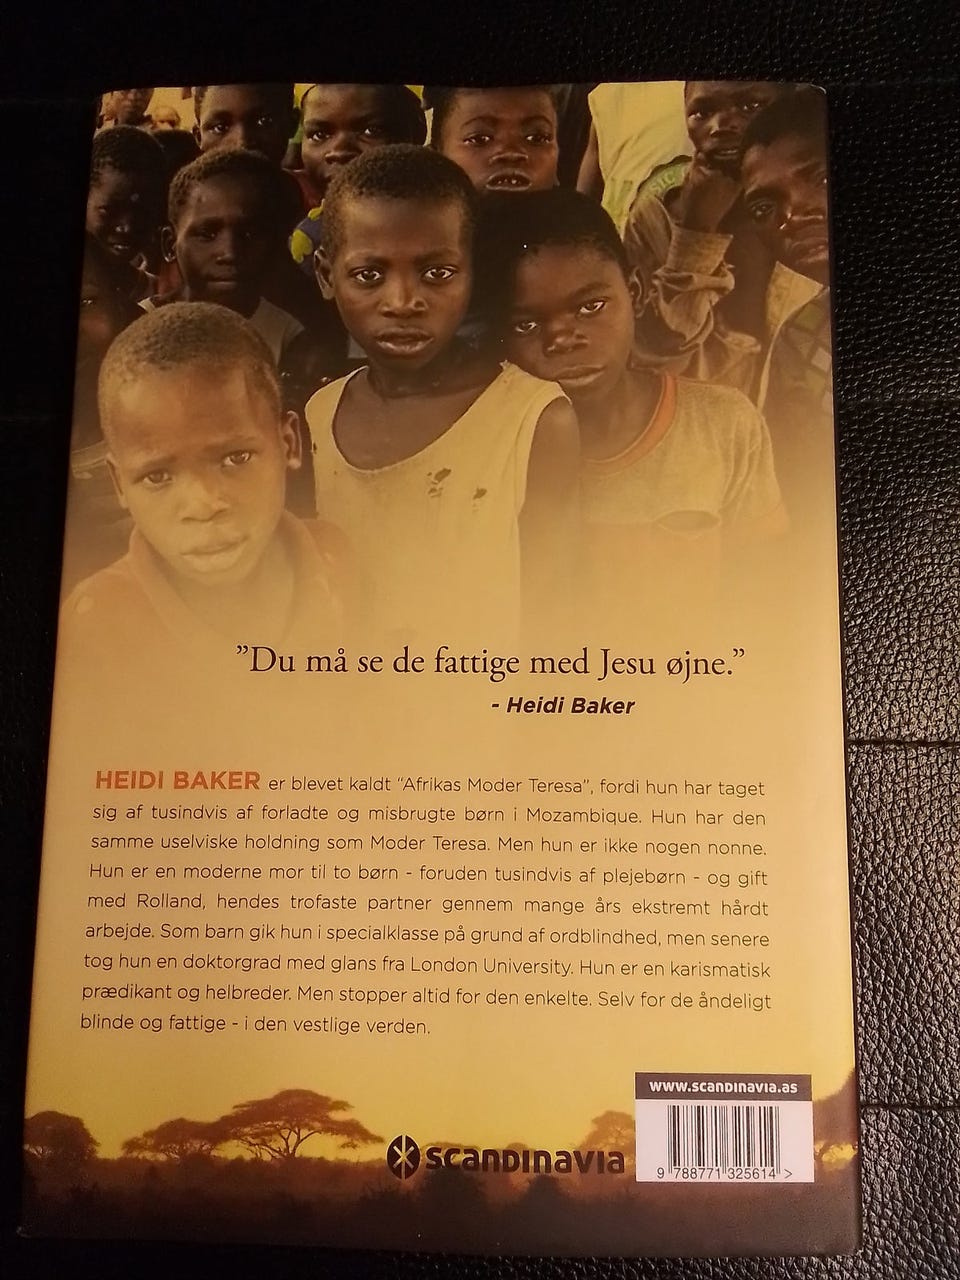 SIC
”Du må se de fattige med Jesu øjne.”
- Heidi Baker
HEIDI BAKER er blevet kaldt “Afrikas Moder Teresa”, fordi hun har taget
sig af tusindvis af forladte og misbrugte børn i Mozambique. Hun har den
samme uselviske holdning som Moder Teresa. Men hun er ikke nogen nonne.
Hun er en moderne mor til to børn - foruden tusindvis af plejebørn - og gift
med Rolland, hendes trofaste partner gennem mange års ekstremt hårdt
arbejde. Som barn gik hun i specialklasse på grund af ordblindhed, men senere
tog hun en doktorgrad med glans fra London University. Hun er en karismatisk
prædikant og helbreder. Men stopper altid for den enkelte. Selv for de åndeligt
blinde og fattige - i den vestlige verden.
www.scandinavia.as
scandinavia
9 788771 325614 >